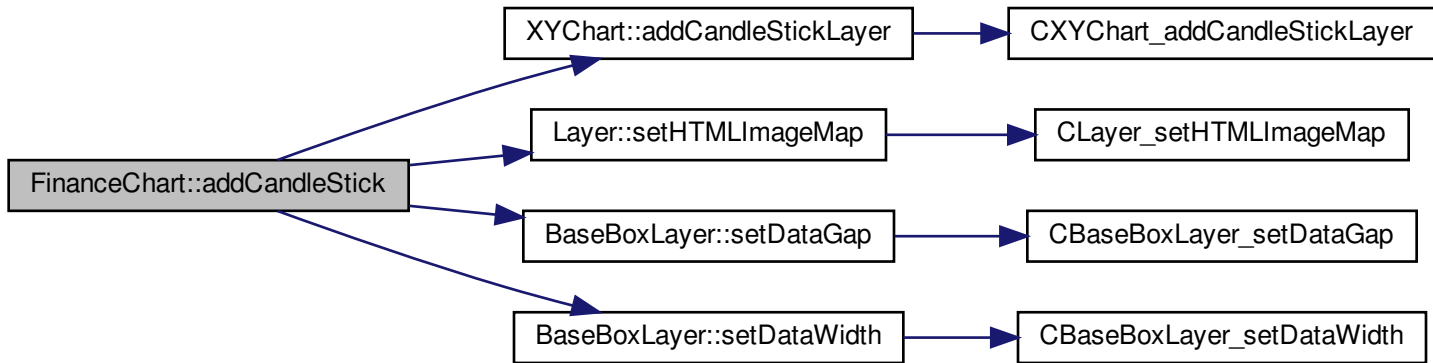 XYChart::addCandleStickLayer
CXYChart_addCandleStickLayer
Layer::setHTMLImageMap
CLayer_setHTMLImageMap
FinanceChart::addCandleStick
BaseBoxLayer::setDataGap
CBaseBoxLayer_setDataGap
BaseBoxLayer::setDataWidth
CBaseBoxLayer_setDataWidth